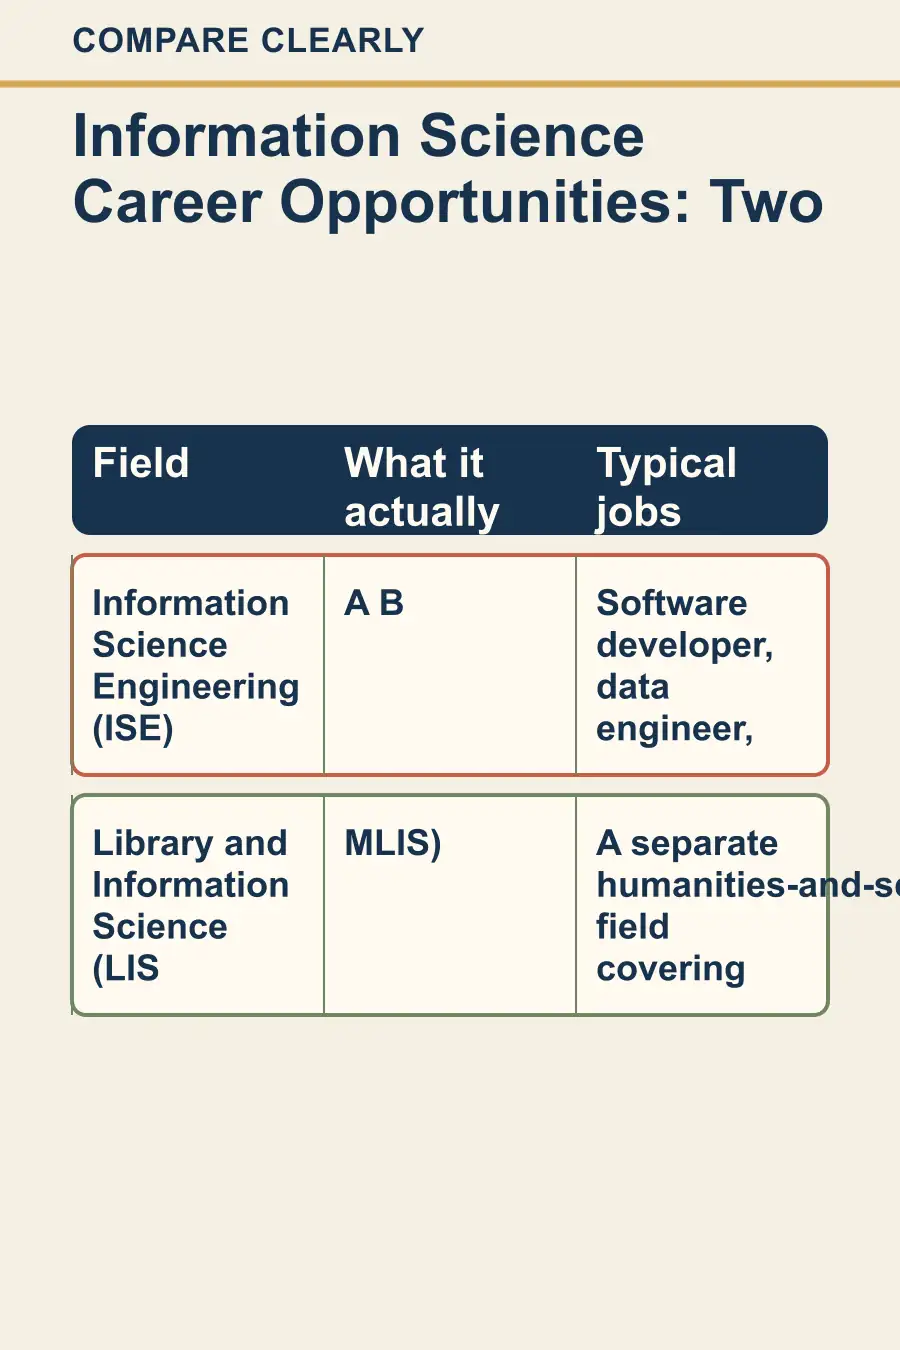 COMPARE CLEARLY
Information Science
Career Opportunities: Two
Field
What it
actually
Typical
jobs
Information
Science
Engineering
(ISE)
A B
Software
developer,
data
engineer,
Library and
Information
Science
(LIS
MLIS)
A separate
humanities-and-s
field
covering